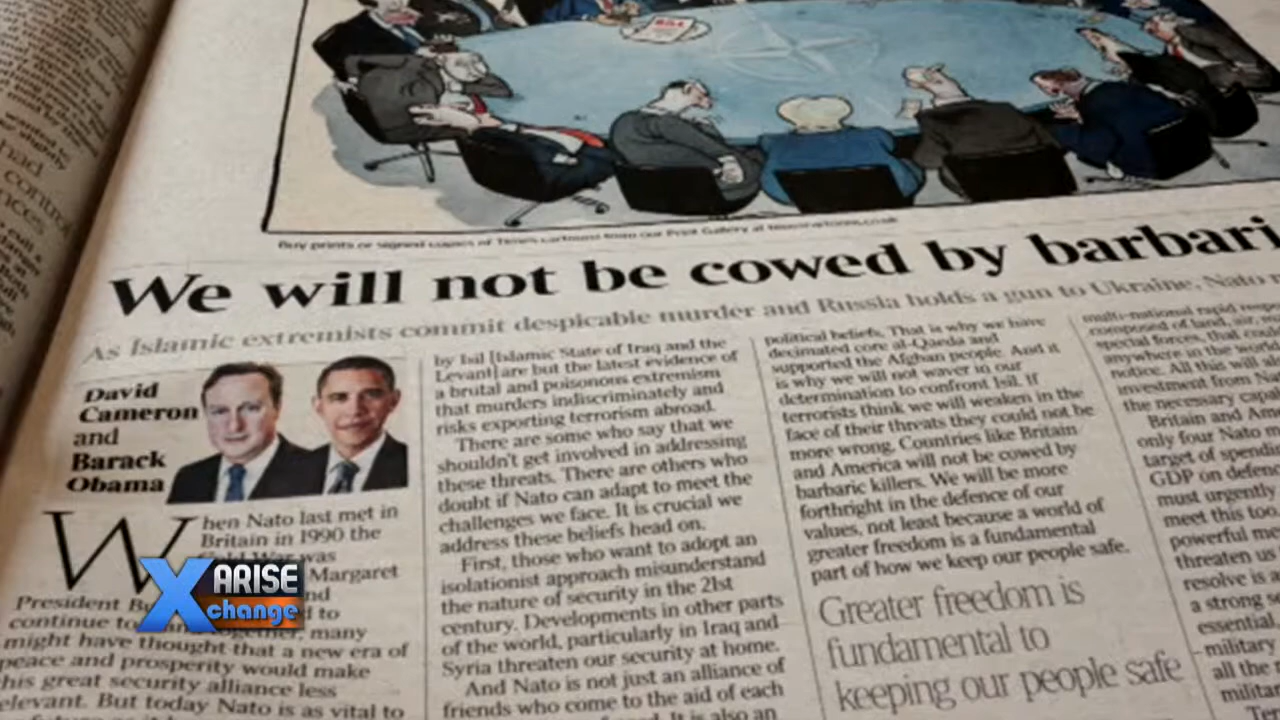 We will not be cowed by barbari
As Islamic extremists commit despicable murder and Russia holds a gun to Ukraine, Nato
David
Cameron
and
Barack
Obama
When Nato last met in
Britain in 1990 the
Cold War was
Margaret
President
continue to together, many
might have thought that a new era of
peace and prosperity would make
his great security alliance less
elevant. But today Nato is as vital to
by Isil [Islamic State of Iraq and the
Levant] are but the latest evidence of
a brutal and poisonous extremism
that murders indiscriminately and
risks exporting terrorism abroad.
There are some who say that we
shouldn't get involved in addressing
these threats. There are others who
doubt if Nato can adapt to meet the
challenges we face. It is crucial we
address these beliefs head on.
First, those who want to adopt an
isolationist approach misunderstand
the nature of security in the 21st
century. Developments in other parts
of the world, particularly in Iraq and
Syria threaten our security at home.
And Nato is not just an alliance of
friends who come to the aid of each
It is also an
political beliefs. That is why we have
decimated core al-Qaeda and
supported the Afghan people. And it
is why we will not waver in our
determination to confront Isil. If
terrorists think we will weaken in the
face of their threats they could not be
more wrong. Countries like Britain
and America will not be cowed by
barbaric killers. We will be more
forthright in the defence of our
values, not least because a world of
greater freedom is a fundamental
part of how we keep our people safe.
Greater freedom is
fundamental to
keeping our people safe
multi-national rapid
composed of land, air,
special forces, that could
anywhere in the world
notice. All this will
investment from
the necessary
Britain and
only four Nato
target of
GDP on
must urgently
meet this too
powerful
threaten us
resolve is
a strong
essential
military
all the
ARISE
Xchange